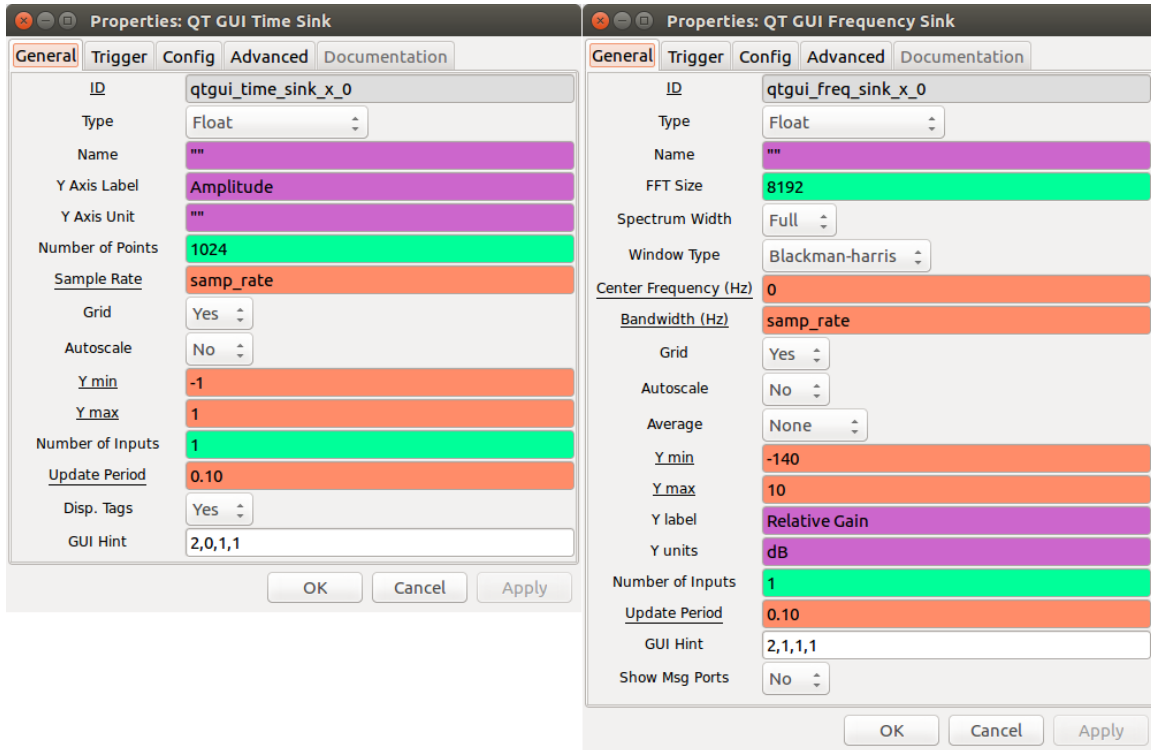 Properties: QT GUI Time Sink
General Trigger Config Advanced Documentation
ID qtgui_time_sink_x_0
Type Float
Name ""
Y Axis Label Amplitude
Y Axis Unit ""
Number of Points 1024
Sample Rate samp_rate
Grid Yes
Autoscale No
Y min -1
Y max 1
Number of Inputs 1
Update Period 0.10
Disp. Tags Yes
GUI Hint 2,0,1,1
OK Cancel Apply
Properties: QT GUI Frequency Sink
General Trigger Config Advanced Documentation
ID qtgui_freq_sink_x_0
Type Float
Name ""
FFT Size 8192
Spectrum Width Full
Window Type Blackman-harris
Center Frequency (Hz) 0
Bandwidth (Hz) samp_rate
Grid Yes
Autoscale No
Average None
Y min -140
Y max 10
Y label Relative Gain
Y units dB
Number of Inputs 1
Update Period 0.10
GUI Hint 2,1,1,1
Show Msg Ports No
OK Cancel Apply